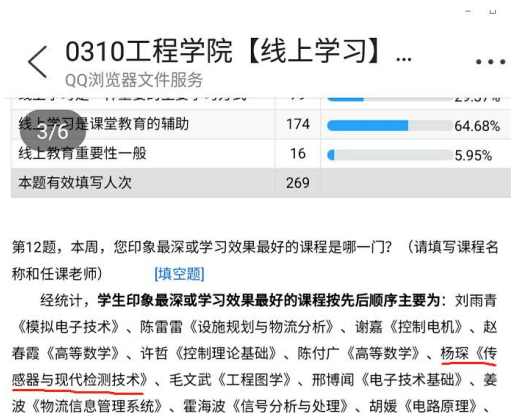 0310工程学院【线上学习】...
QQ浏览器文件服务
线上学习是课堂教育的辅助 174 64.68%
3/6
线上教育重要性一般 16 5.95%
本题有效填写人次 269
第12题，本周，您印象最深或学习效果最好的课程是哪一门？（请填写课程名
称和任课老师） [填空题]
经统计，学生印象最深或学习效果最好的课程按先后顺序主要为：刘雨青
《模拟电子技术》、陈雷雷《设施规划与物流分析》、谢嘉《控制电机》、赵
春霞《高等数学》、许哲《控制理论基础》、陈付广《高等数学》、杨琛《传
感器与现代检测技术》、毛文武《工程图学》、邢博闻《电子技术基础》、姜
波《物流信息管理系统》、霍海波《信号分析与处理》、胡媛《电路原理》、